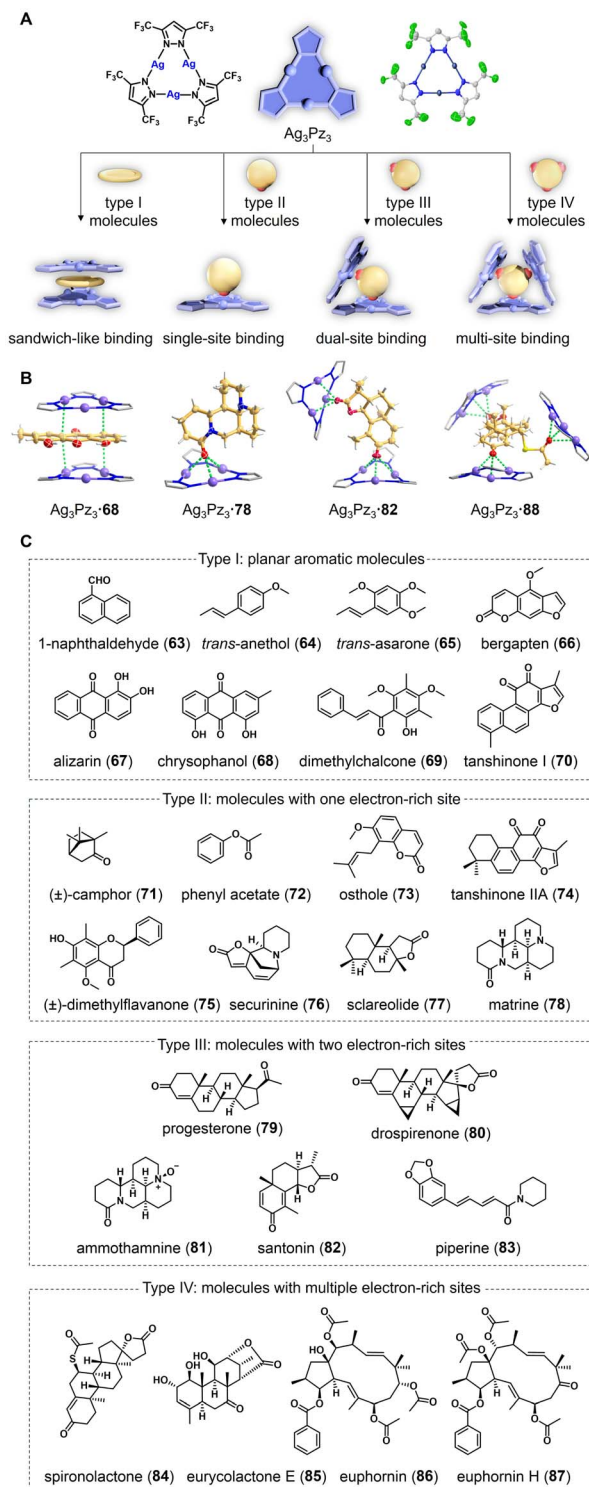 A
CF3
F3C
N-N
Ag
Ag
F3C
CF3
N
N
N
N
Ag
CF3
F3C
Ag3Pz3
type I
molecules
type II
molecules
type III
molecules
type IV
molecules
sandwich-like binding
single-site binding
dual-site binding
multi-site binding
B
Ag3Pz3·68
Ag3Pz3·78
Ag3Pz3·82
Ag3Pz3·88
C
Type I: planar aromatic molecules
CHO
1-naphthaldehyde (63)
trans-anethol (64)
trans-asarone (65)
bergapten (66)
alizarin (67)
chrysophanol (68)
dimethylchalcone (69)
tanshinone I (70)
Type II: molecules with one electron-rich site
(±)-camphor (71)
phenyl acetate (72)
osthole (73)
tanshinone IIA (74)
(±)-dimethylflavanone (75)
securinine (76)
sclareolide (77)
matrine (78)
Type III: molecules with two electron-rich sites
progesterone (79)
drospirenone (80)
ammothamnine (81)
santonin (82)
piperine (83)
Type IV: molecules with multiple electron-rich sites
spironolactone (84)
eurycolactone E (85)
euphornin (86)
euphornin H (87)